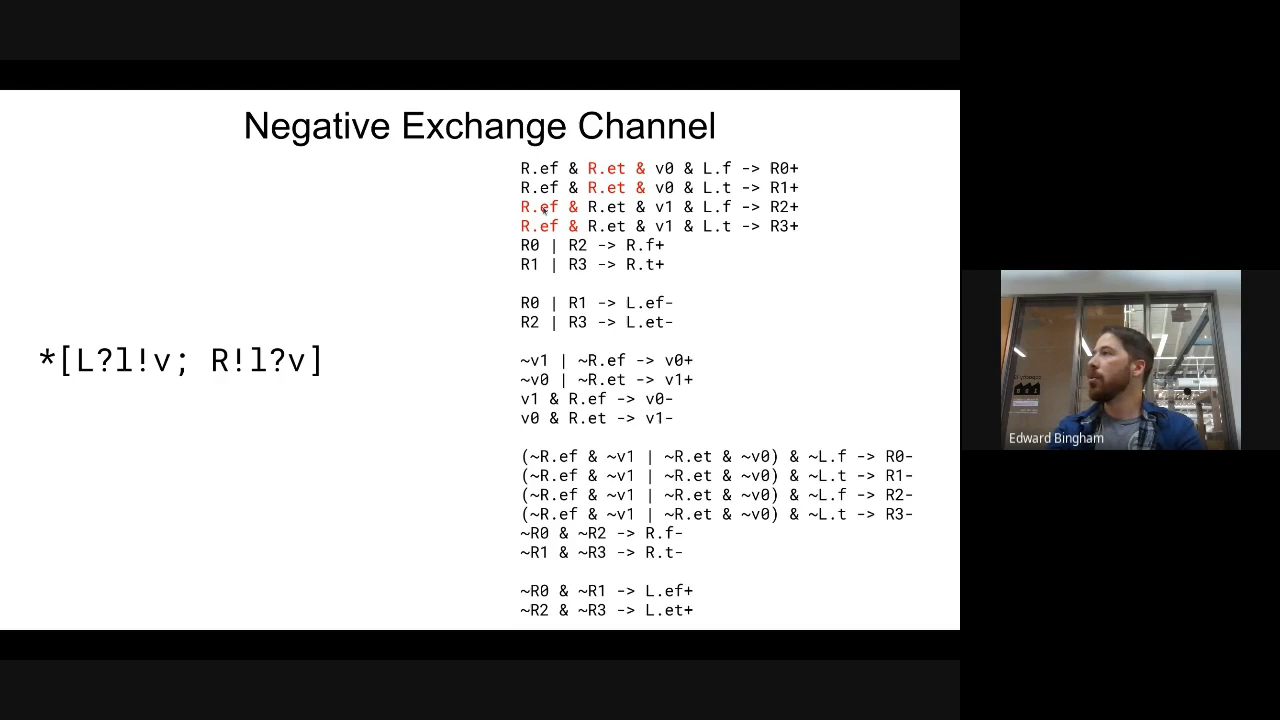 Negative Exchange Channel
*[L?l!v; R!l?v]
R.ef & R.et & v0 & L.f -> R0+
R.ef & R.et & v0 & L.t -> R1+
R.ef & R.et & v1 & L.f -> R2+
R.ef & R.et & v1 & L.t -> R3+
R0 | R2 -> R.f+
R1 | R3 -> R.t+
R0 | R1 -> L.ef-
R2 | R3 -> L.et-
~v1 | ~R.ef -> v0+
~v0 | ~R.et -> v1+
v1 & R.ef -> v0-
v0 & R.et -> v1-
(~R.ef & ~v1 | ~R.et & ~v0) & ~L.f -> R0-
(~R.ef & ~v1 | ~R.et & ~v0) & ~L.t -> R1-
(~R.ef & ~v1 | ~R.et & ~v0) & ~L.f -> R2-
(~R.ef & ~v1 | ~R.et & ~v0) & ~L.t -> R3-
~R0 & ~R2 -> R.f-
~R1 & ~R3 -> R.t-
~R0 & ~R1 -> L.ef+
~R2 & ~R3 -> L.et+
Edward Bingham